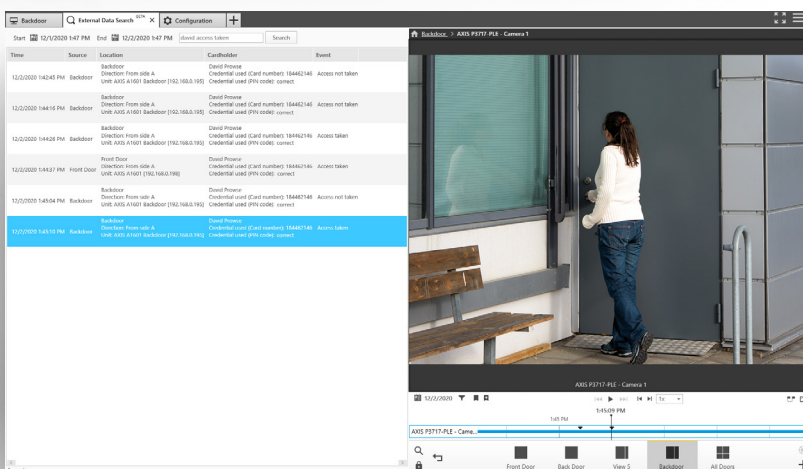 Backdoor
External Data Search BETA
Configuration
Start 12/1/2020 1:47 PM End 12/2/2020 1:47 PM david access taken Search
Backdoor > AXIS P3717-PLE - Camera 1
Time Source Location Cardholder Event
Backdoor David Prowse
Direction: From side A Credential used (Card number): 184462146
12/2/2020 1:42:45 PM Backdoor Access not taken
Unit: AXIS A1601 Backdoor [192.168.0.195] Credential used (PIN code): correct
Backdoor David Prowse
Direction: From side A Credential used (Card number): 184462146
12/2/2020 1:44:16 PM Backdoor Access not taken
Unit: AXIS A1601 Backdoor [192.168.0.195] Credential used (PIN code): correct
Backdoor David Prowse
Direction: From side A Credential used (Card number): 184462146
12/2/2020 1:44:26 PM Backdoor Access taken
Unit: AXIS A1601 Backdoor [192.168.0.195] Credential used (PIN code): correct
Front Door David Prowse
Direction: From side A Credential used (Card number): 184462146
12/2/2020 1:44:37 PM Front Door Access taken
Unit: AXIS A1601 [192.168.0.198] Credential used (PIN code): correct
Backdoor David Prowse
Direction: From side A Credential used (Card number): 184462146
12/2/2020 1:45:04 PM Backdoor Access not taken
Unit: AXIS A1601 Backdoor [192.168.0.195] Credential used (PIN code): correct
Backdoor David Prowse
Direction: From side A Credential used (Card number): 184462146
12/2/2020 1:45:10 PM Backdoor Access taken
Unit: AXIS A1601 Backdoor [192.168.0.195] Credential used (PIN code): correct
AXIS P3717-PLE - Camera 1
12/2/2020 1x
1:45:09 PM
1:45 PM
AXIS P3717-PLE - Came...
Front Door Back Door View 5 Backdoor All Doors